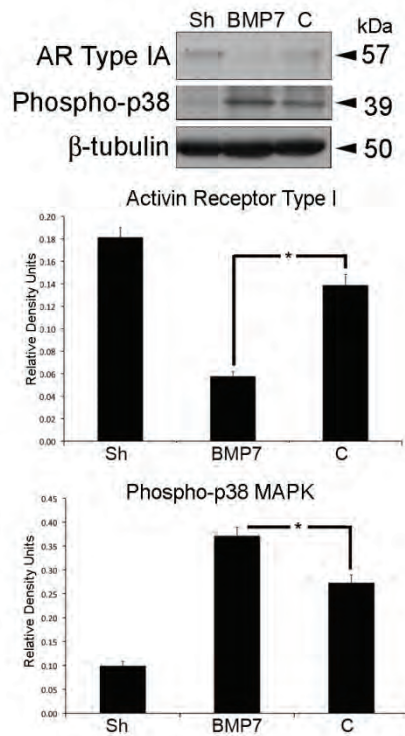 Sh BMP7 C kDa
AR Type IA 57
Phospho-p38 39
β-tubulin 50
Activin Receptor Type I
Relative Density Units
0.20
0.18
0.16
0.14
0.12
0.10
0.08
0.06
0.04
0.02
0.00
*
Sh BMP7 C
Phospho-p38 MAPK
Relative Density Units
0.45
0.40
0.35
0.30
0.25
0.20
0.15
0.10
0.05
0.00
*
Sh BMP7 C